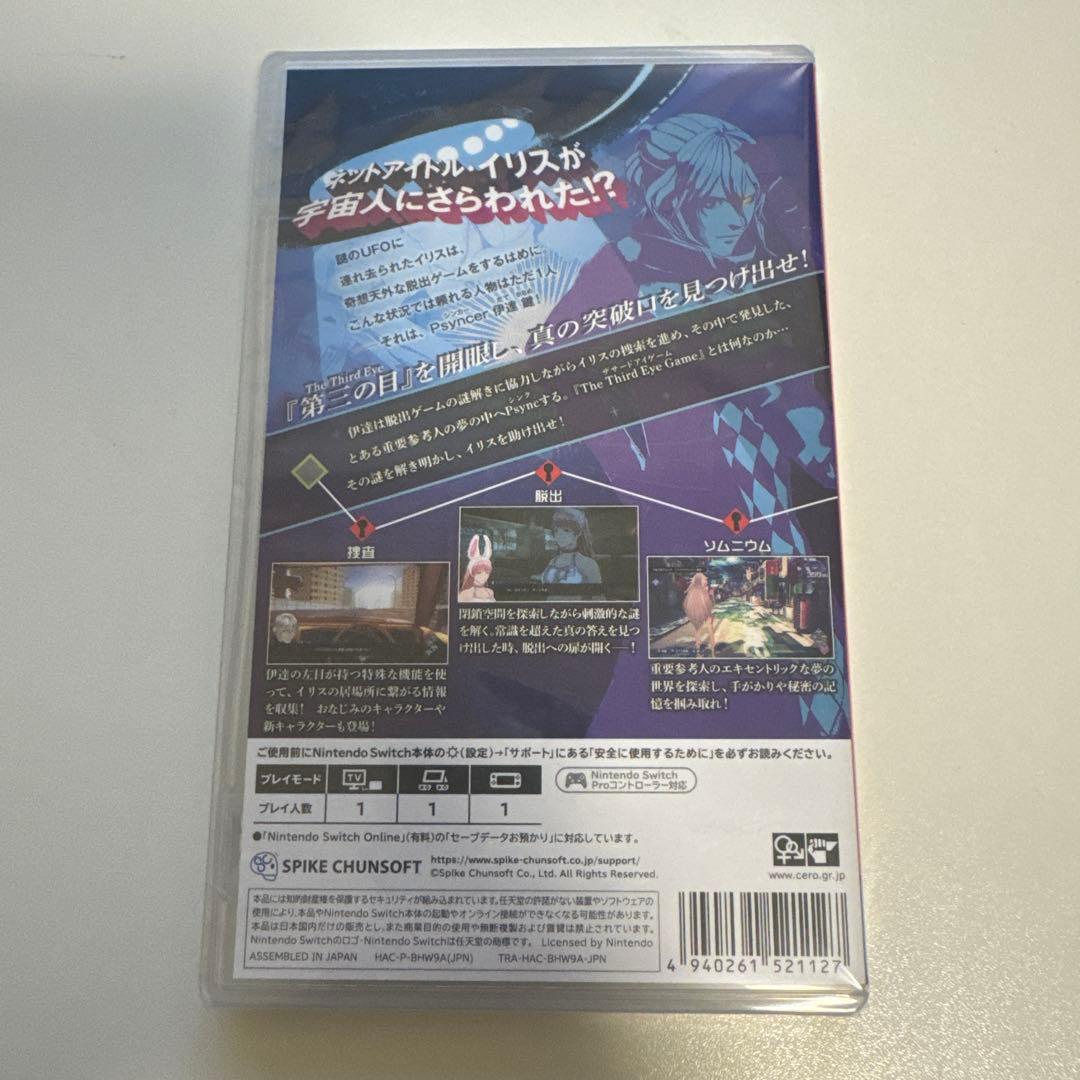 ネットアイドル・イリスが
宇宙人にさらわれた!?
謎のUFOに
連れ去られたイリスは、
奇想天外な脱出ゲームをするはめに。
こんな状況では頼れる人物はただ1人
それは、Psyncer 伊達 鍵！
シンカー
だて かなめ
『第三の目』を開眼し、真の突破口を見つけ出せ！
The Third Eye
伊達は脱出ゲームの謎解きに協力しながらイリスの捜索を進め、その中で発見した、
とある重要参考人の夢の中へPsyncする。『The Third Eye Game』とは何なのか…
シンク
ザサードアイゲーム
その謎を解き明かし、イリスを助け出せ！
捜査
伊達の左目が持つ特殊な機能を使
って、イリスの居場所に繋がる情報
を収集！ おなじみのキャラクターや
新キャラクターも登場！
脱出
閉鎖空間を探索しながら刺激的な謎
を解く。常識を超えた真の答えを見つ
け出した時、脱出への扉が開く──！
ソムニウム
重要参考人のエキセントリックな夢の
世界を探索し、手がかりや秘密の記
憶を掴み取れ！
ご使用前にNintendo Switch本体の(設定)→「サポート」にある「安全に使用するために」を必ずお読みください。
プレイモード TV
Nintendo Switch
Proコントローラー対応
プレイ人数 1 1 1
●「Nintendo Switch Online」(有料)の「セーブデータお預かり」に対応しています。
SPIKE CHUNSOFT
https://www.spike-chunsoft.co.jp/support/
©Spike Chunsoft Co., Ltd. All Rights Reserved.
www.cero.gr.jp
本品には知的財産権を保護するセキュリティが組み込まれています。任天堂の許諾がない装置やソフトウェアの
使用により、本品やNintendo Switch本体の起動やオンライン接続ができなくなる可能性があります。
本品は日本国内だけの販売とし、また商業目的の使用や無断複製および賃貸は禁止されています。
Nintendo Switchのロゴ・Nintendo Switchは任天堂の商標です。 Licensed by Nintendo
ASSEMBLED IN JAPAN HAC-P-BHW9A(JPN) TRA-HAC-BHW9A-JPN
4 940261 521127